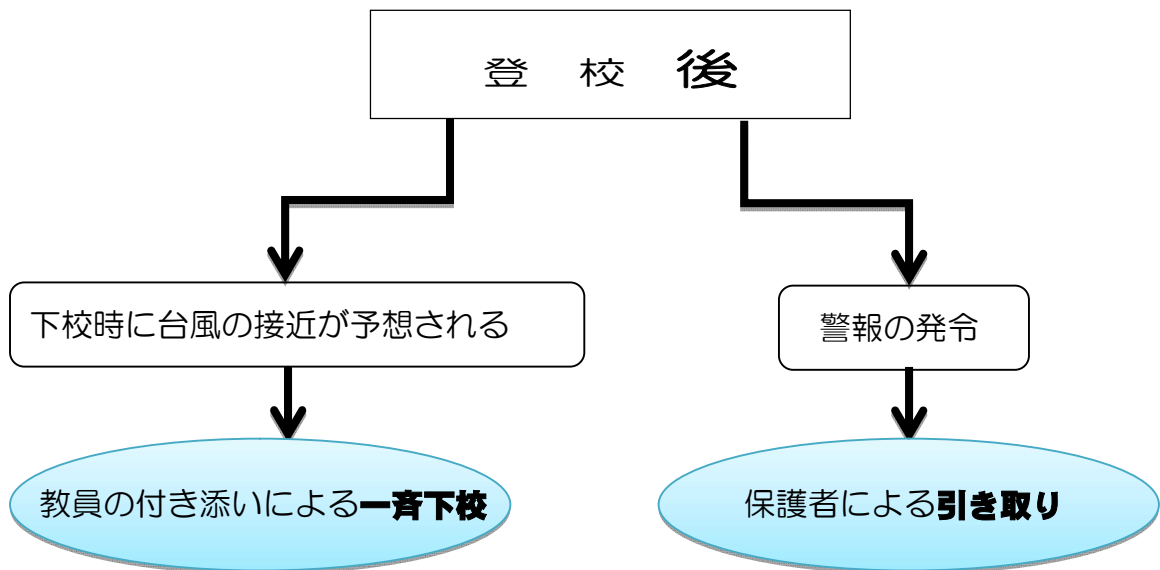 登 校 後
下校時に台風の接近が予想される
警報の発令
教員の付き添いによる一斉下校
保護者による引き取り